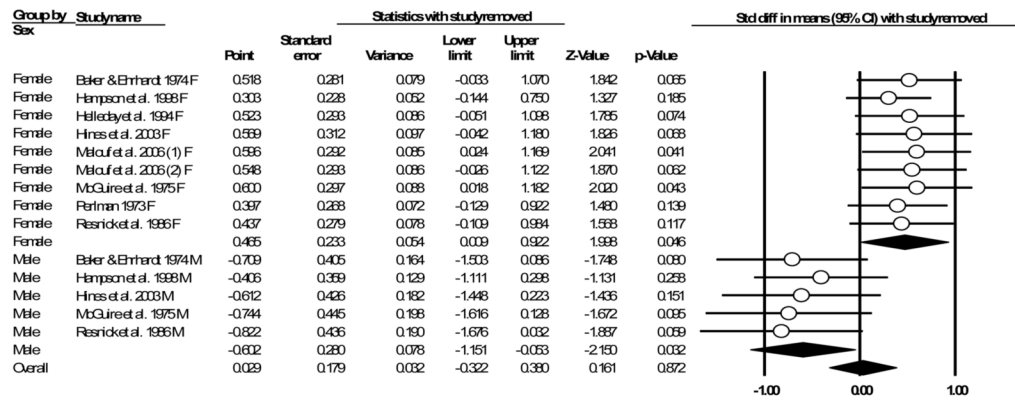 Group by Study name Statistics with study removed Std diff in means (95% CI) with study removed
Sex
Standard Lower Upper
Point error Variance limit limit Z-Value p-Value
Female Baker & Ehrhardt 1974 F 0.518 0.281 0.079 -0.033 1.070 1.842 0.065
Female Hampson et al. 1998 F 0.303 0.228 0.052 -0.144 0.750 1.327 0.185
Female Helleday et al. 1994 F 0.523 0.293 0.086 -0.051 1.098 1.785 0.074
Female Hines et al. 2003 F 0.569 0.312 0.097 -0.042 1.180 1.826 0.068
Female Malouf et al. 2006 (1) F 0.596 0.292 0.085 0.024 1.169 2.041 0.041
Female Malouf et al. 2006 (2) F 0.548 0.293 0.086 -0.026 1.122 1.870 0.062
Female McGuire et al. 1975 F 0.600 0.297 0.088 0.018 1.182 2.020 0.043
Female Perlman 1973 F 0.397 0.268 0.072 -0.129 0.922 1.480 0.139
Female Resnick et al. 1986 F 0.437 0.279 0.078 -0.109 0.984 1.568 0.117
Female 0.465 0.233 0.054 0.009 0.922 1.998 0.046
Male Baker & Ehrhardt 1974 M -0.709 0.405 0.164 -1.503 0.086 -1.748 0.080
Male Hampson et al. 1998 M -0.406 0.359 0.129 -1.111 0.298 -1.131 0.258
Male Hines et al. 2003 M -0.612 0.426 0.182 -1.448 0.223 -1.436 0.151
Male McGuire et al. 1975 M -0.744 0.445 0.198 -1.616 0.128 -1.672 0.095
Male Resnick et al. 1986 M -0.822 0.436 0.190 -1.676 0.032 -1.887 0.059
Male -0.602 0.280 0.078 -1.151 -0.053 -2.150 0.032
Overall 0.029 0.179 0.032 -0.322 0.380 0.161 0.872
-1.00 0.00 1.00